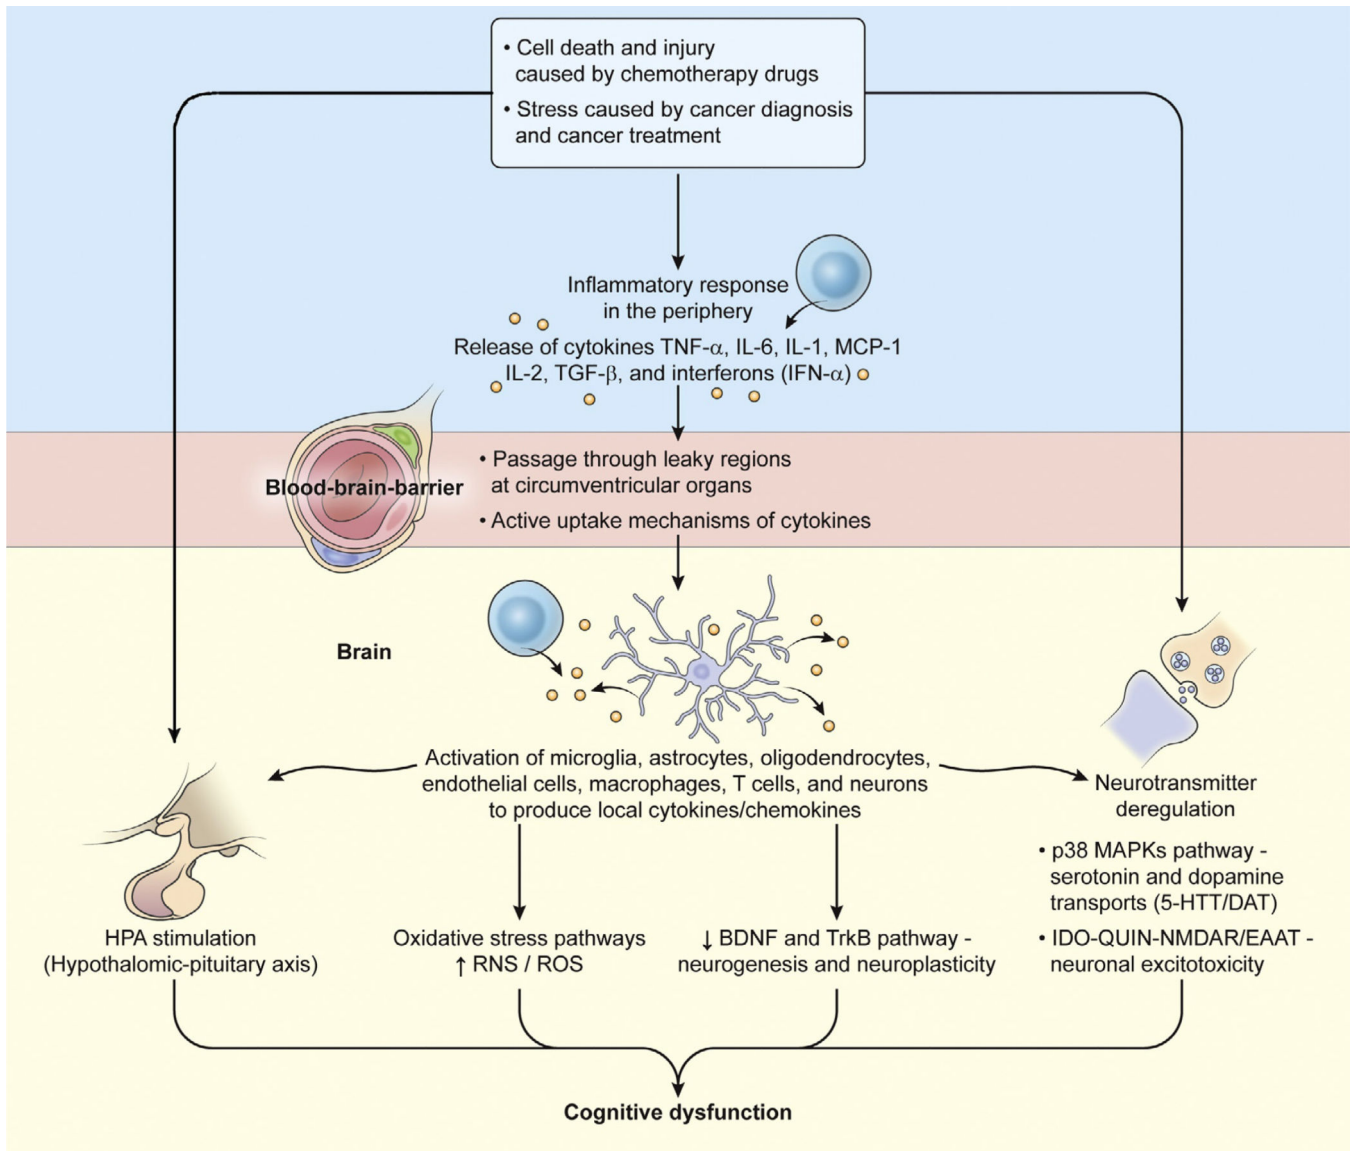 • Cell death and injury
caused by chemotherapy drugs
• Stress caused by cancer diagnosis
and cancer treatment
Inflammatory response
in the periphery
Release of cytokines TNF-α, IL-6, IL-1, MCP-1
IL-2, TGF-β, and interferons (IFN-α)
Blood-brain-barrier
• Passage through leaky regions
at circumventricular organs
• Active uptake mechanisms of cytokines
Brain
Activation of microglia, astrocytes, oligodendrocytes,
endothelial cells, macrophages, T cells, and neurons
to produce local cytokines/chemokines
HPA stimulation
(Hypothalomic-pituitary axis)
Oxidative stress pathways
↑ RNS / ROS
↓ BDNF and TrkB pathway -
neurogenesis and neuroplasticity
Neurotransmitter
deregulation
• p38 MAPKs pathway -
serotonin and dopamine
transports (5-HTT/DAT)
• IDO-QUIN-NMDAR/EAAT -
neuronal excitotoxicity
Cognitive dysfunction